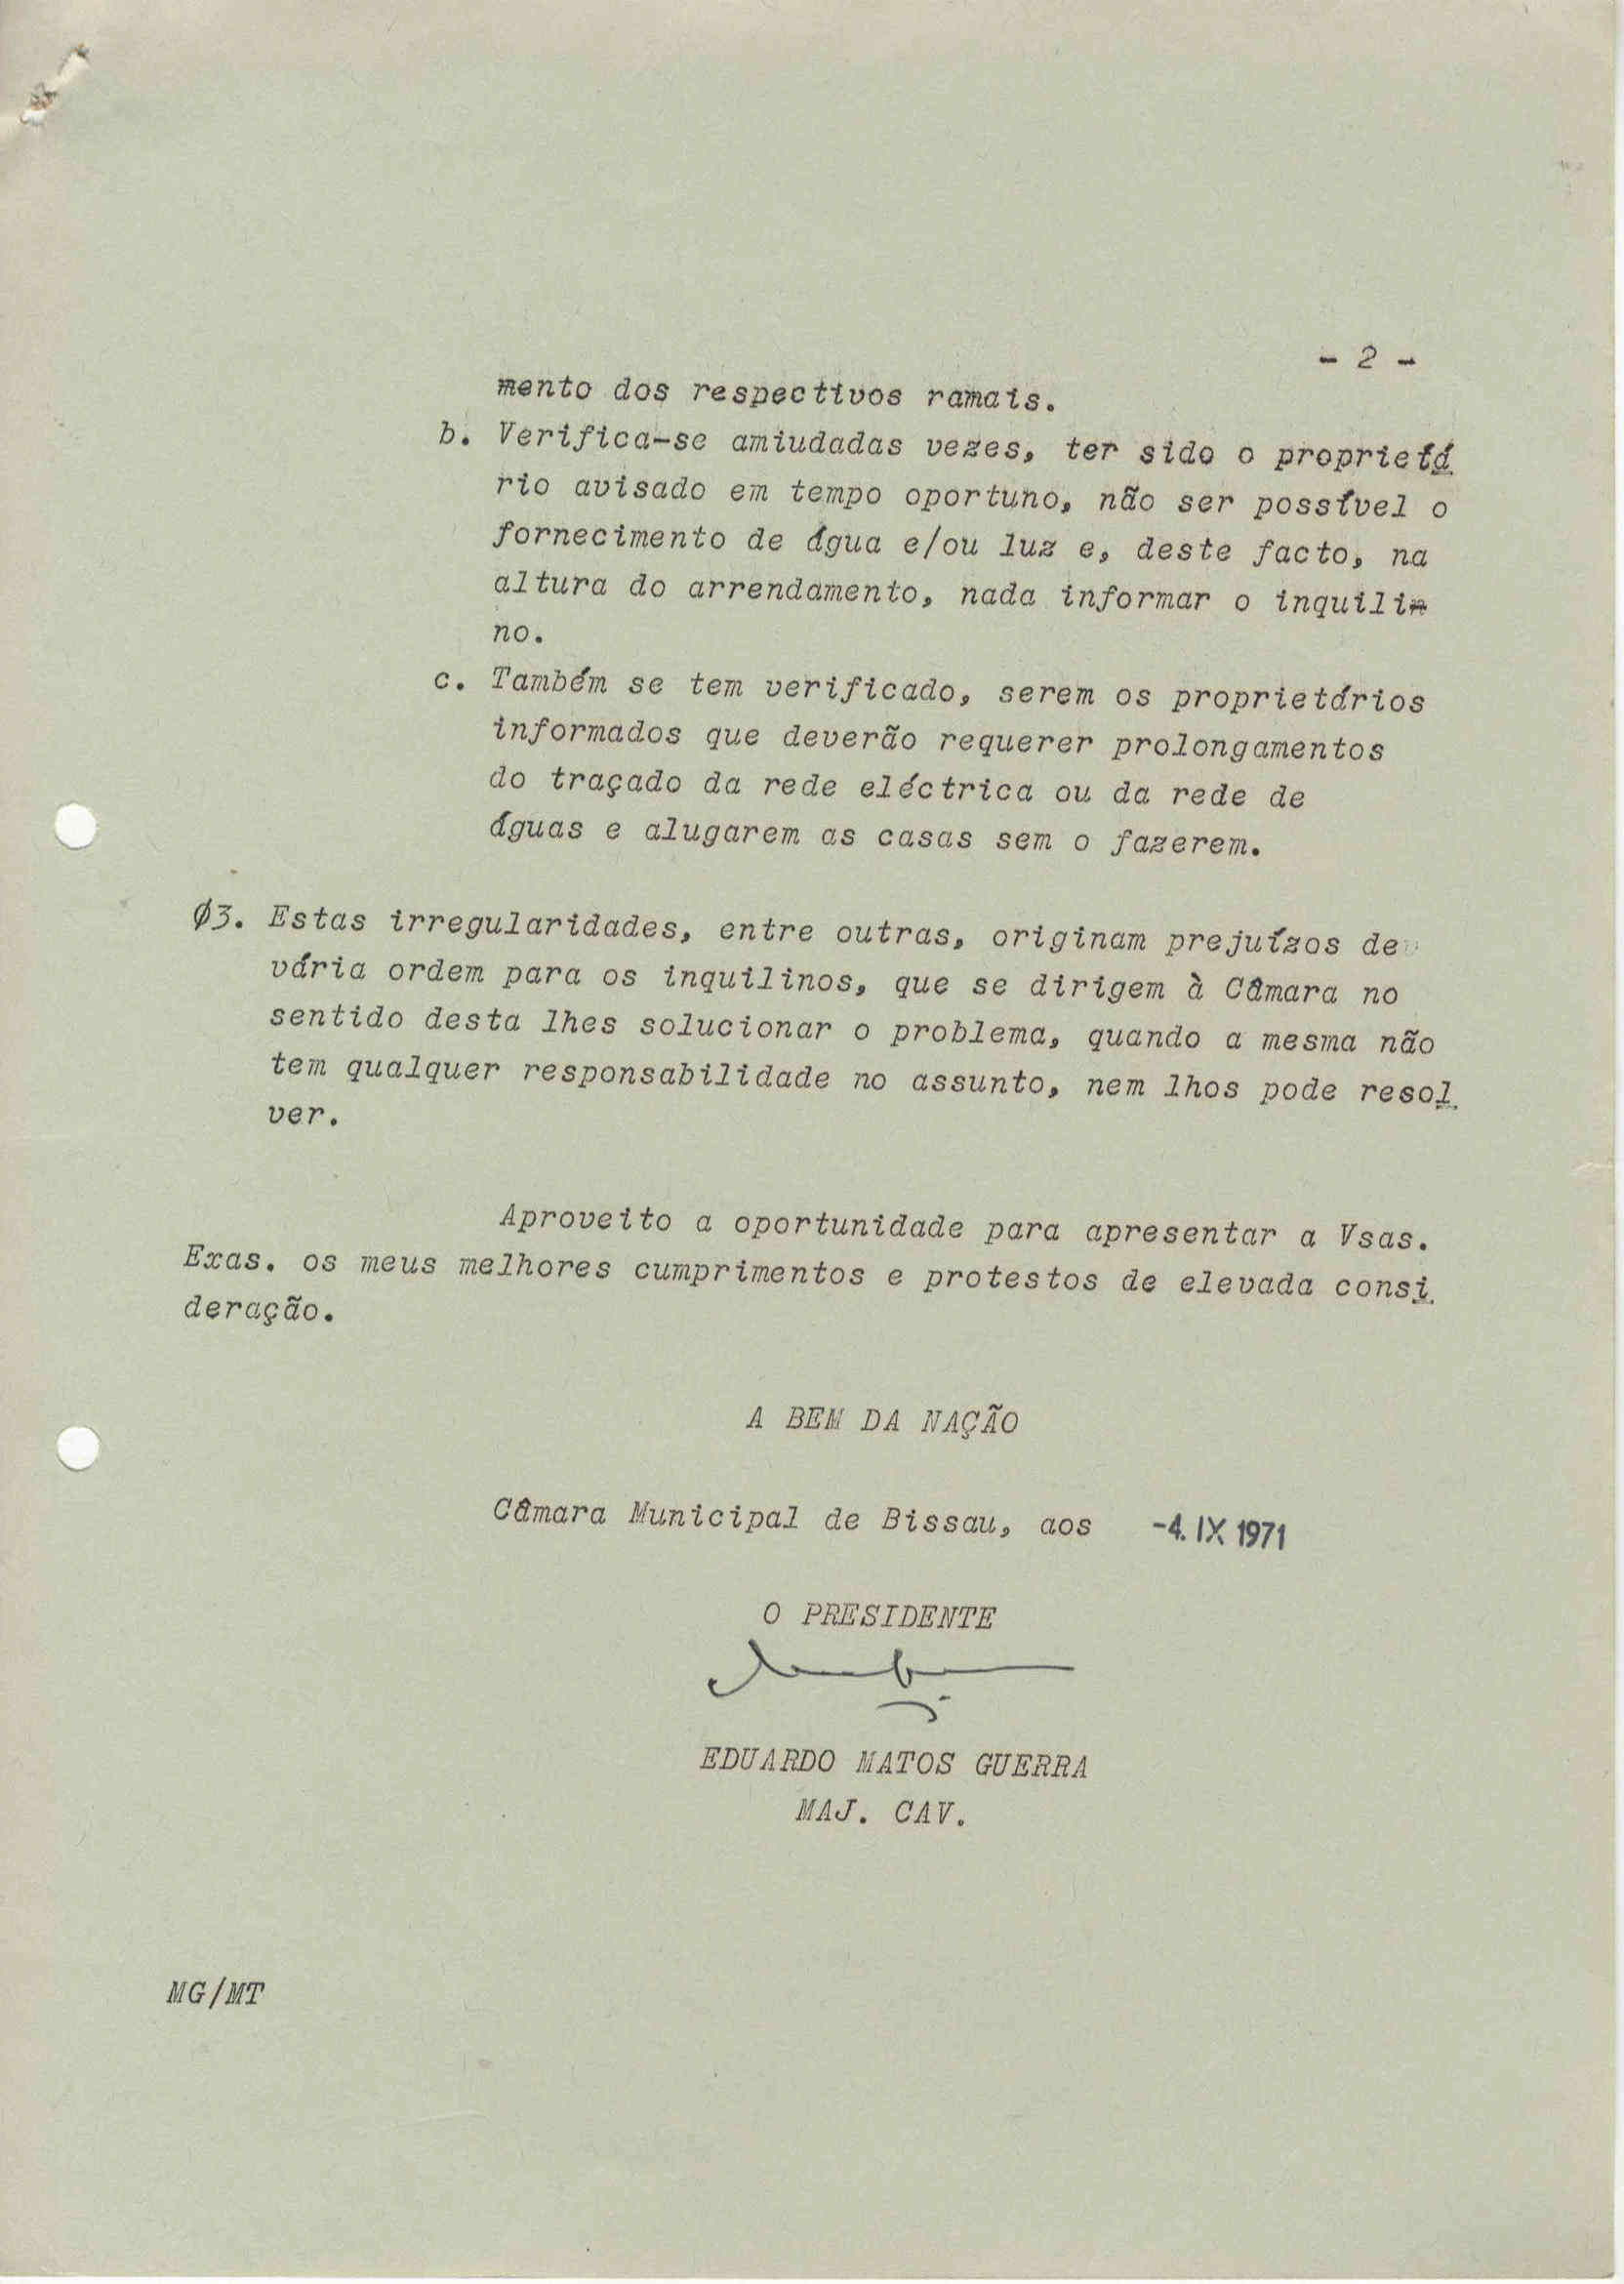 - 2 -
mento dos respectivos ramais.
b. Verifica-se amiudadas vezes, ter sido o proprietá
rio avisado em tempo oportuno, não ser possível o
fornecimento de água e/ou luz e, deste facto, na
altura do arrendamento, nada informar o inquili
no.
c. Também se tem verificado, serem os proprietários
informados que deverão requerer prolongamentos
do traçado da rede eléctrica ou da rede de
águas e alugarem as casas sem o fazerem.
Ø3. Estas irregularidades, entre outras, originam prejuízos de
vária ordem para os inquilinos, que se dirigem à Câmara no
sentido desta lhes solucionar o problema, quando a mesma não
tem qualquer responsabilidade no assunto, nem lhos pode resol
ver.
Aproveito a oportunidade para apresentar a Vsas.
Exas. os meus melhores cumprimentos e protestos de elevada consi
deração.
A BEM DA NAÇÃO
Câmara Municipal de Bissau, aos -4. IX 1971
O PRESIDENTE
EDUARDO MATOS GUERRA
MAJ. CAV.
MG/MT